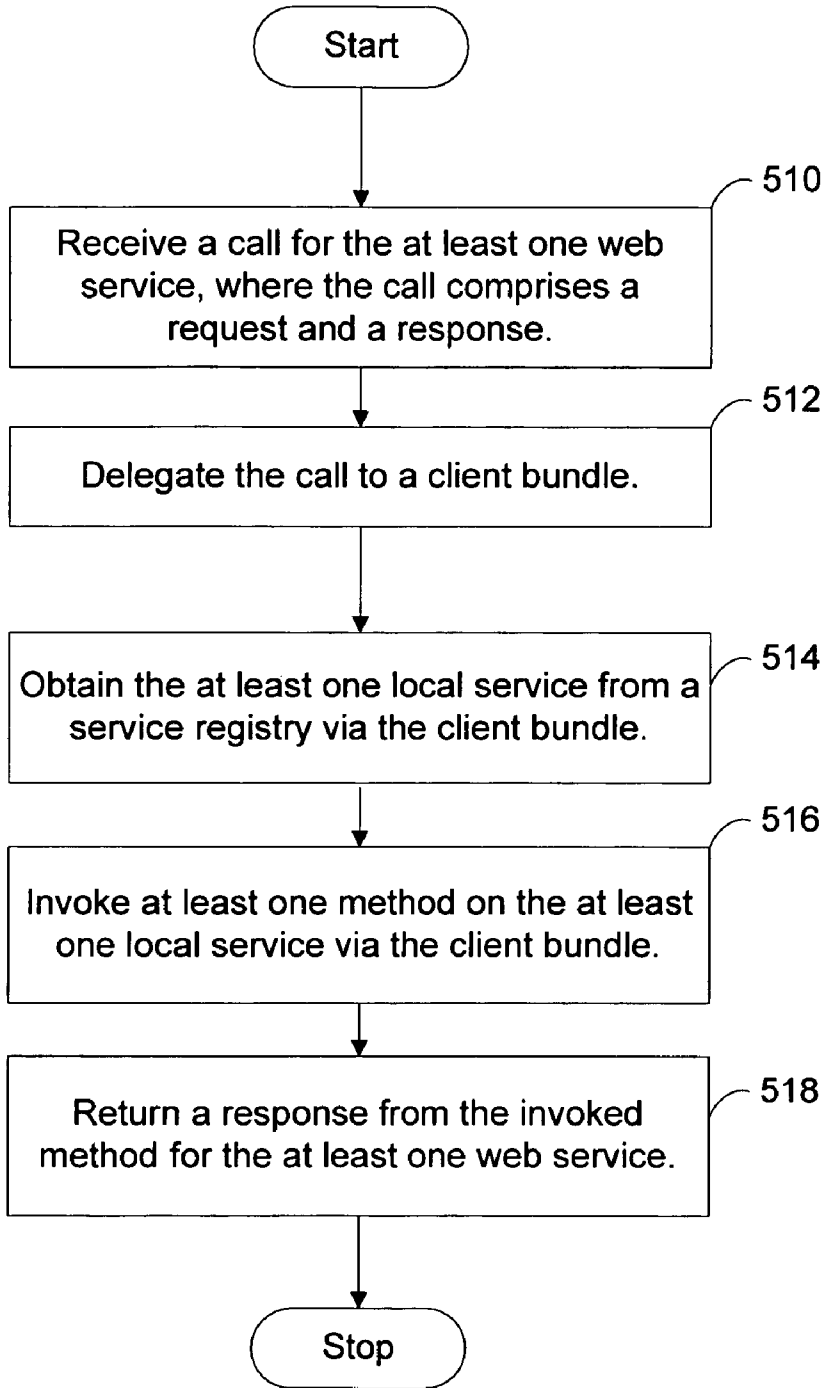 Start
510
Receive a call for the at least one web
service, where the call comprises a
request and a response.
512
Delegate the call to a client bundle.
514
Obtain the at least one local service from a
service registry via the client bundle.
516
Invoke at least one method on the at least
one local service via the client bundle.
518
Return a response from the invoked
method for the at least one web service.
Stop